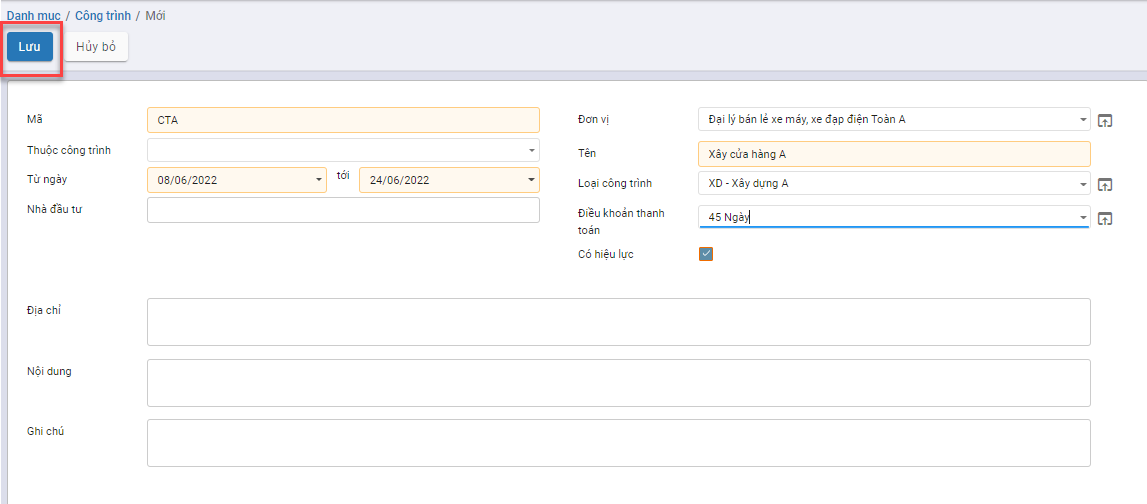 Danh mục / Công trình / Mới
Lưu Hủy bỏ
Mã CTA
Đơn vị Đại lý bán lẻ xe máy, xe đạp điện Toàn A
Thuộc công trình
Tên Xây cửa hàng A
Từ ngày 08/06/2022 tới 24/06/2022
Loại công trình XD - Xây dựng A
Nhà đầu tư
Điều khoản thanh
toán
45 Ngày
Có hiệu lực
Địa chỉ
Nội dung
Ghi chú